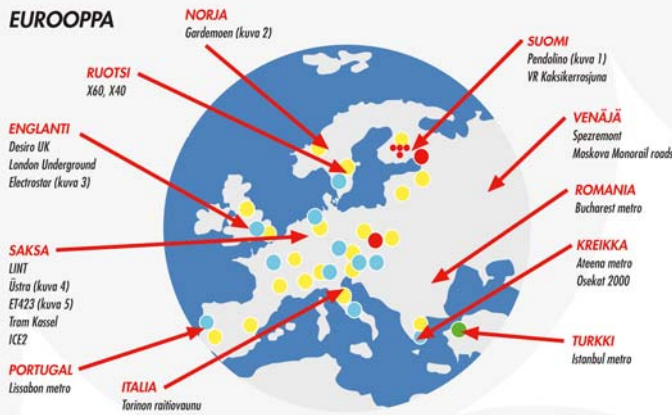 EUROOPPA
NORJA
Gardemoen (kuva 2)
SUOMI
Pendolino (kuva 1)
VR Kaksikerrosjuna
RUOTSI
X60, X40
VENÄJÄ
Spezremont
Moskova Monorail roads
ENGLANTI
Desiro UK
London Underground
Electrostar (kuva 3)
ROMANIA
Bucharest metro
KREIKKA
Ateena metro
Osekat 2000
SAKSA
LINT
Üstra (kuva 4)
ET423 (kuva 5)
Tram Kassel
ICE2
TURKKI
Istanbul metro
PORTUGAL
Lissabon metro
ITALIA
Torinon raitiovaunu